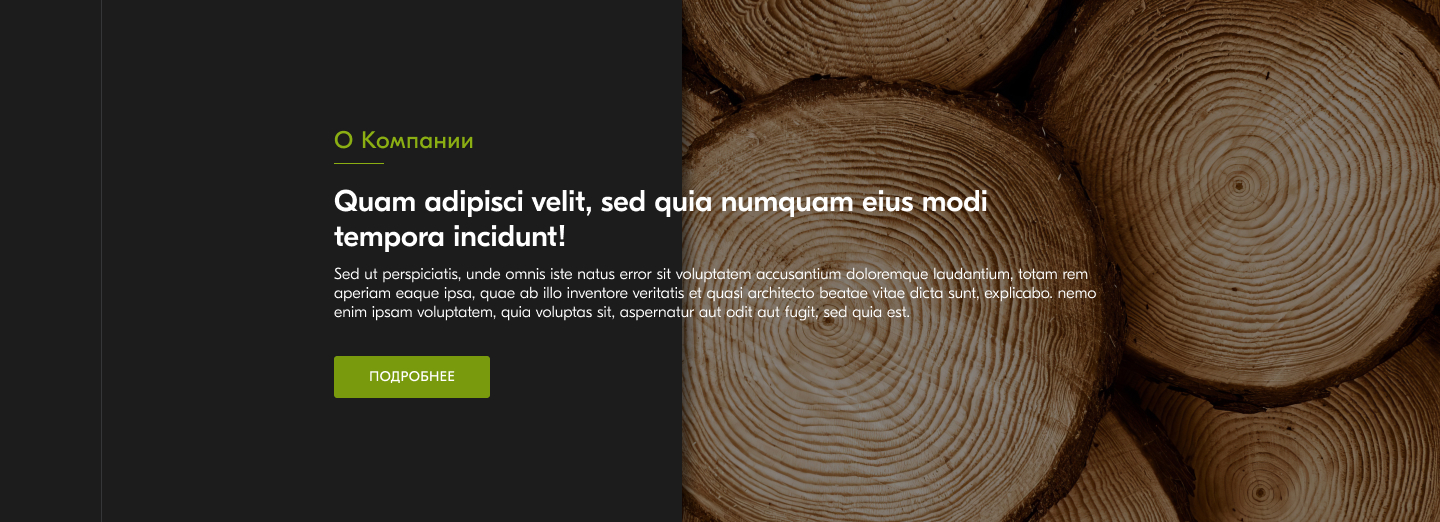 О Компании
Quam adipisci velit, sed quia numquam eius modi
tempora incidunt!
Sed ut perspiciatis, unde omnis iste natus error sit voluptatem accusantium doloremque laudantium, totam rem
aperiam eaque ipsa, quae ab illo inventore veritatis et quasi architecto beatae vitae dicta sunt, explicabo. nemo
enim ipsam voluptatem, quia voluptas sit, aspernatur aut odit aut fugit, sed quia est.
ПОДРОБНЕЕ